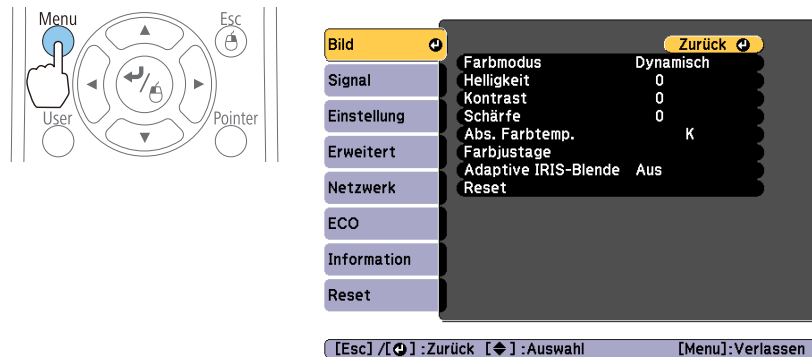 Menu
Esc
User
Pointer
Bild
Signal
Einstellung
Erweitert
Netzwerk
ECO
Information
Reset
Zurück
Farbmodus Dynamisch
Helligkeit 0
Kontrast 0
Schärfe 0
Abs. Farbtemp. K
Farbjustage
Adaptive IRIS-Blende Aus
Reset
[Esc] /[⏎] :Zurück [◆] :Auswahl [Menu]:Verlassen